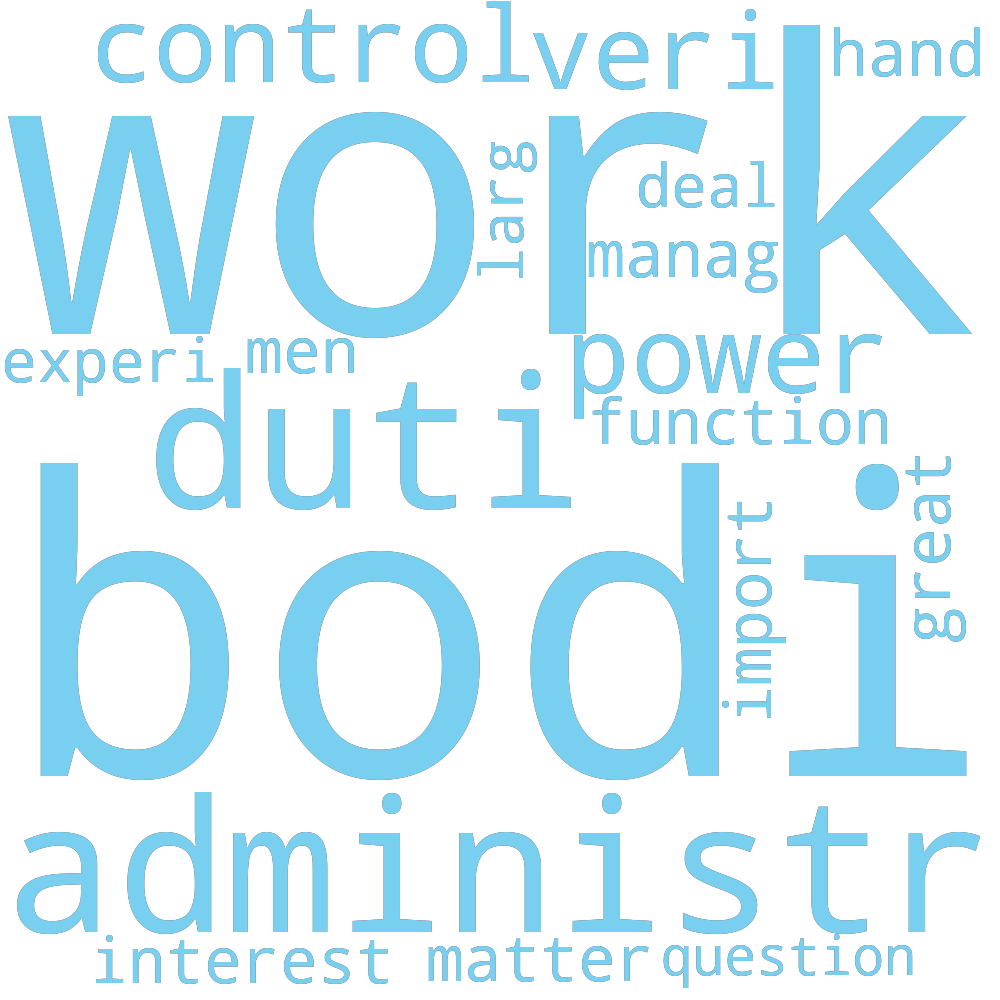 control
veri
hand
work
larg
deal
manag
experi
men
power
duti
function
bodi
import
great
administr
interest
matter
question